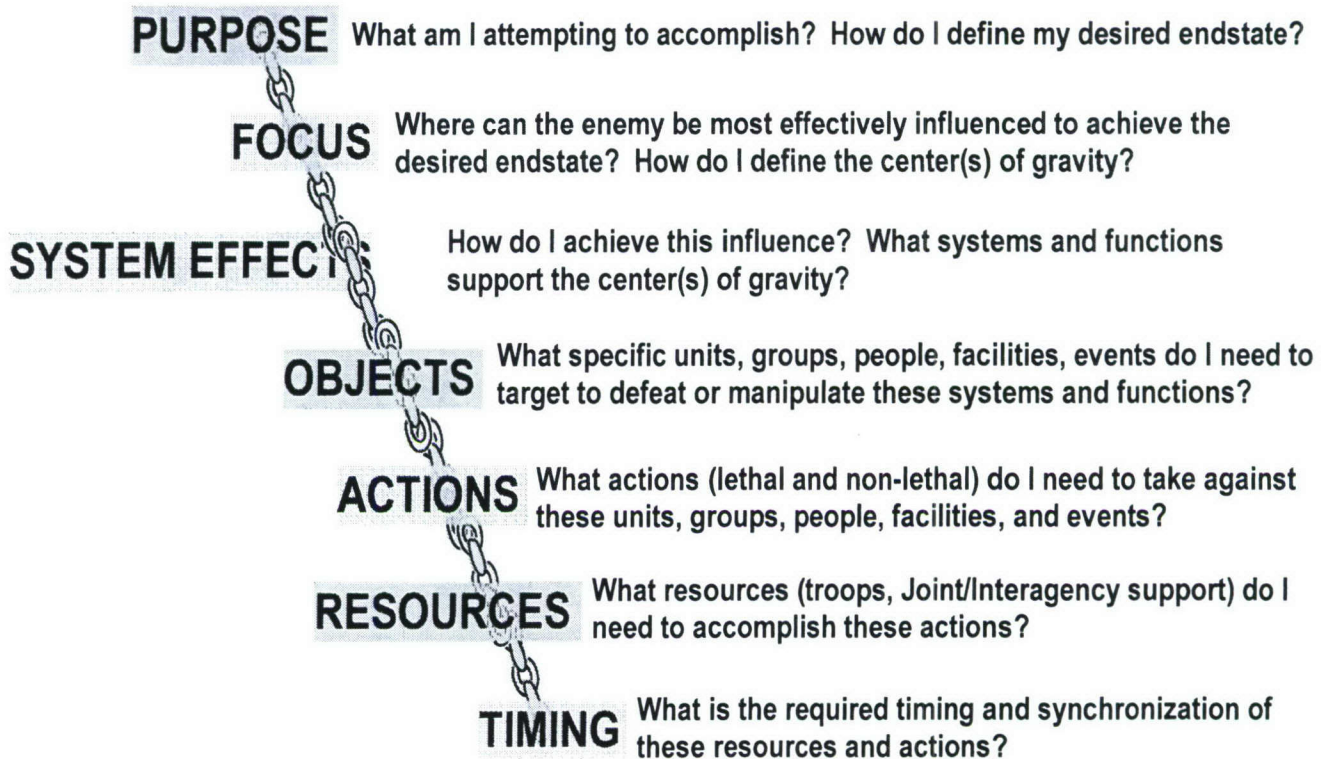 PURPOSE What am I attempting to accomplish? How do I define my desired endstate?
FOCUS Where can the enemy be most effectively influenced to achieve the
desired endstate? How do I define the center(s) of gravity?
SYSTEM EFFECTS How do I achieve this influence? What systems and functions
support the center(s) of gravity?
OBJECTS What specific units, groups, people, facilities, events do I need to
target to defeat or manipulate these systems and functions?
ACTIONS What actions (lethal and non-lethal) do I need to take against
these units, groups, people, facilities, and events?
RESOURCES What resources (troops, Joint/Interagency support) do I
need to accomplish these actions?
TIMING What is the required timing and synchronization of
these resources and actions?